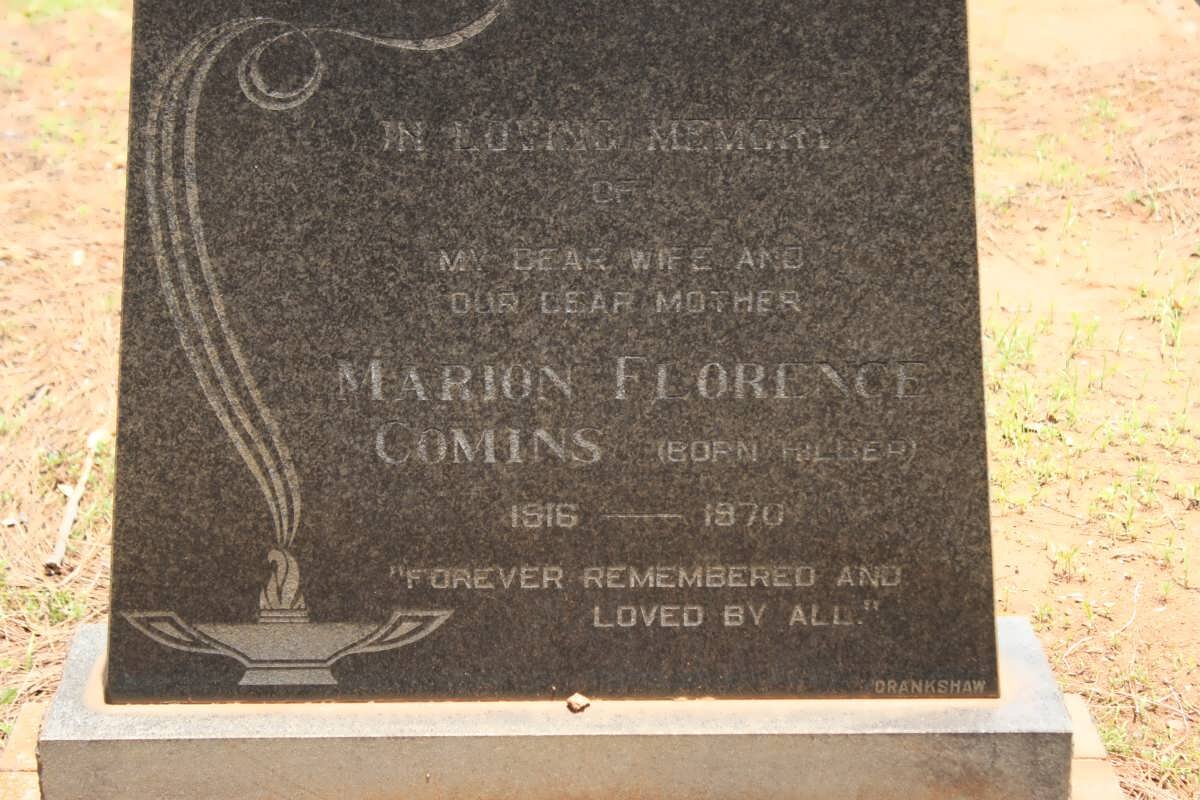 IN LOVING MEMORY
OF
MY DEAR WIFE AND
OUR DEAR MOTHER
MARION FLORENCE
COMINS (BORN HILDER)
1916 — 1970
"FOREVER REMEMBERED AND
LOVED BY ALL."
CRANKSHAW